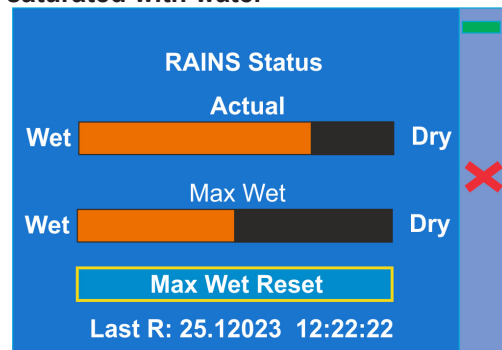 saturated with water
RAINS Status
Actual
Wet Dry
Max Wet
Wet Dry
Max Wet Reset
Last R: 25.12023 12:22:22